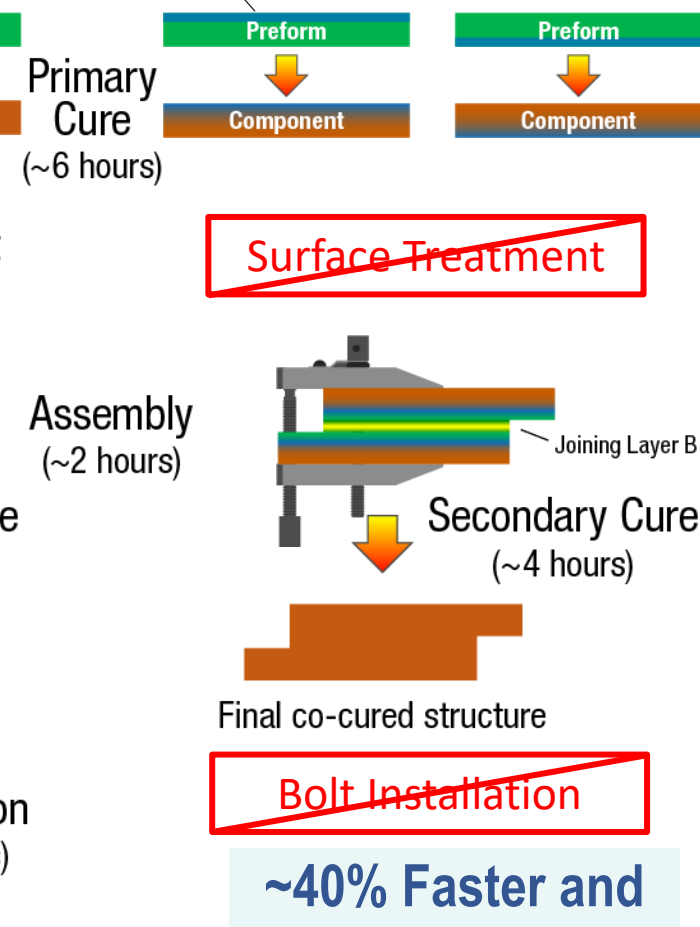 Preform
Preform
Primary
Cure
(~6 hours)
Component
Component
Surface Treatment
Assembly
(~2 hours)
Joining Layer B
e
Secondary Cure
(~4 hours)
Final co-cured structure
Bolt Installation
on
)
~40% Faster and